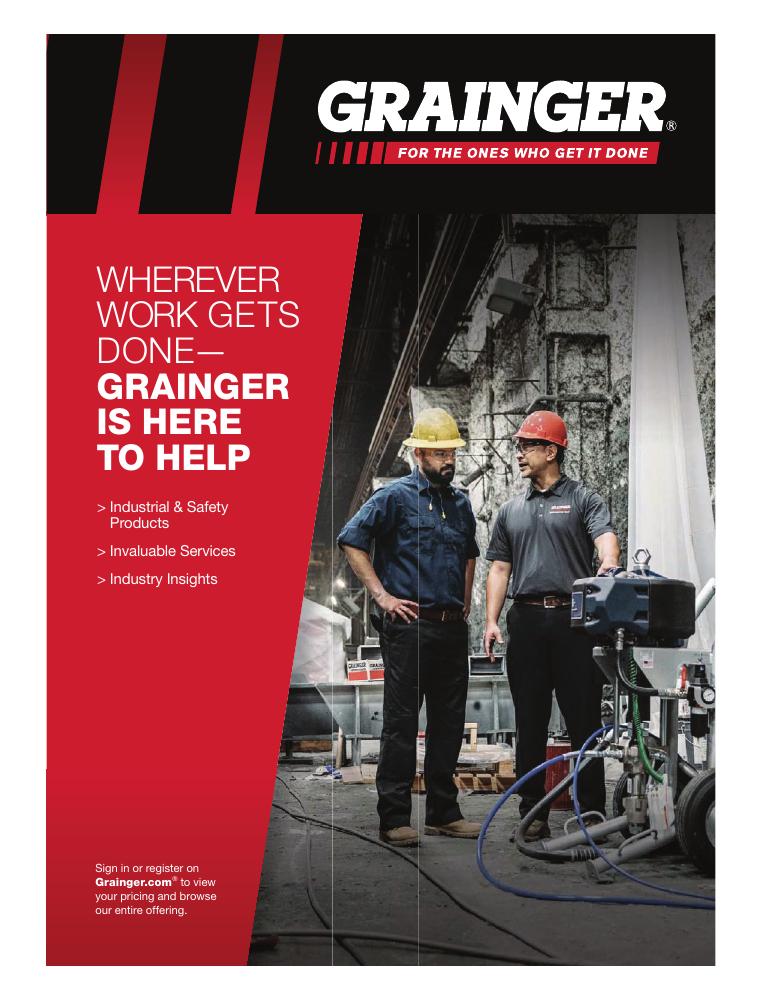 GRAINGER®
FOR THE ONES WHO GET IT DONE
WHEREVER
WORK GETS
DONE—
GRAINGER
IS HERE
TO HELP
> Industrial & Safety
Products
> Invaluable Services
> Industry Insights
GRAINGER
Sign in or register on
Grainger.com® to view
your pricing and browse
our entire offering.